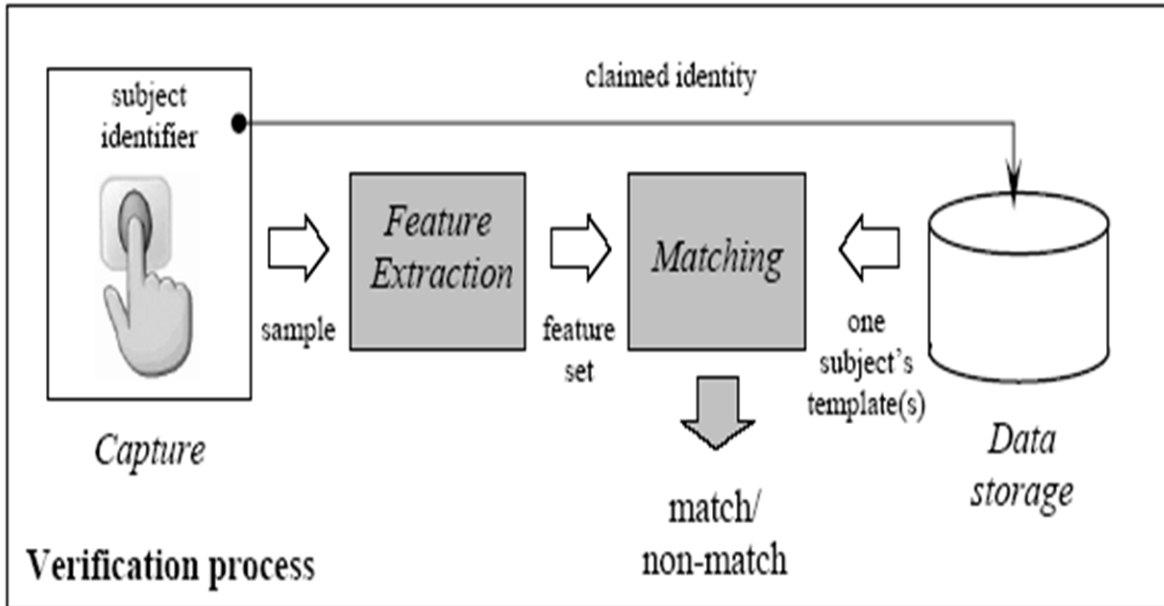 claimed identity
subject
identifier
Feature
Extraction
Matching
sample
feature
set
one
subject's
template(s)
Capture
Data
storage
match/
non-match
Verification process